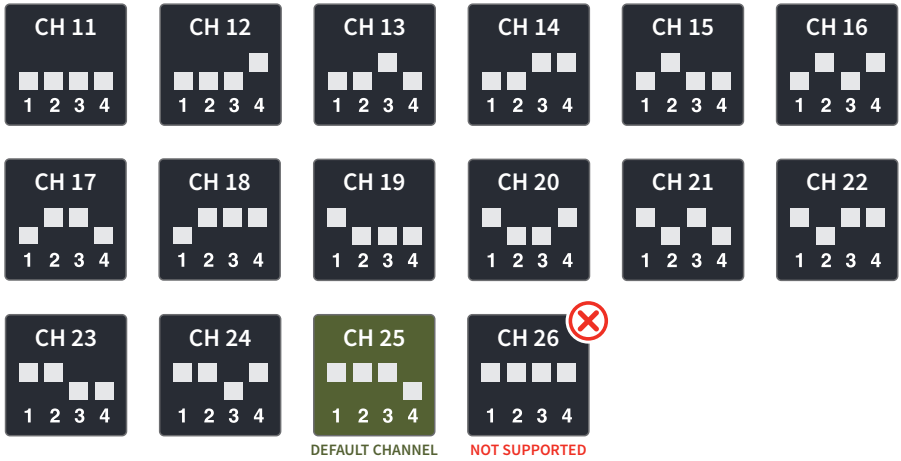 CH 11
1 2 3 4
CH 12
1 2 3 4
CH 13
1 2 3 4
CH 14
1 2 3 4
CH 15
1 2 3 4
CH 16
1 2 3 4
CH 17
1 2 3 4
CH 18
1 2 3 4
CH 19
1 2 3 4
CH 20
1 2 3 4
CH 21
1 2 3 4
CH 22
1 2 3 4
CH 23
1 2 3 4
CH 24
1 2 3 4
CH 25
1 2 3 4
DEFAULT CHANNEL
CH 26
1 2 3 4
NOT SUPPORTED